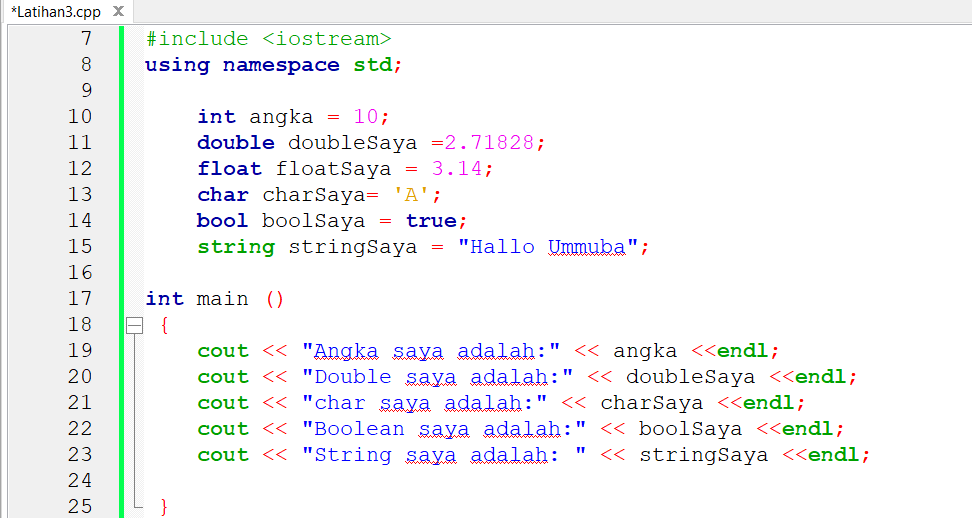 *Latihan3.cpp X
7 #include <iostream>
8 using namespace std;
9
10 int angka = 10;
11 double doubleSaya =2.71828;
12 float floatSaya = 3.14;
13 char charSaya= 'A';
14 bool boolSaya = true;
15 string stringSaya = "Hallo Ummuba";
16
17 int main ()
18 {
19 cout << "Angka saya adalah:" << angka <<endl;
20 cout << "Double saya adalah:" << doubleSaya <<endl;
21 cout << "char saya adalah:" << charSaya <<endl;
22 cout << "Boolean saya adalah:" << boolSaya <<endl;
23 cout << "String saya adalah: " << stringSaya <<endl;
24
25 }